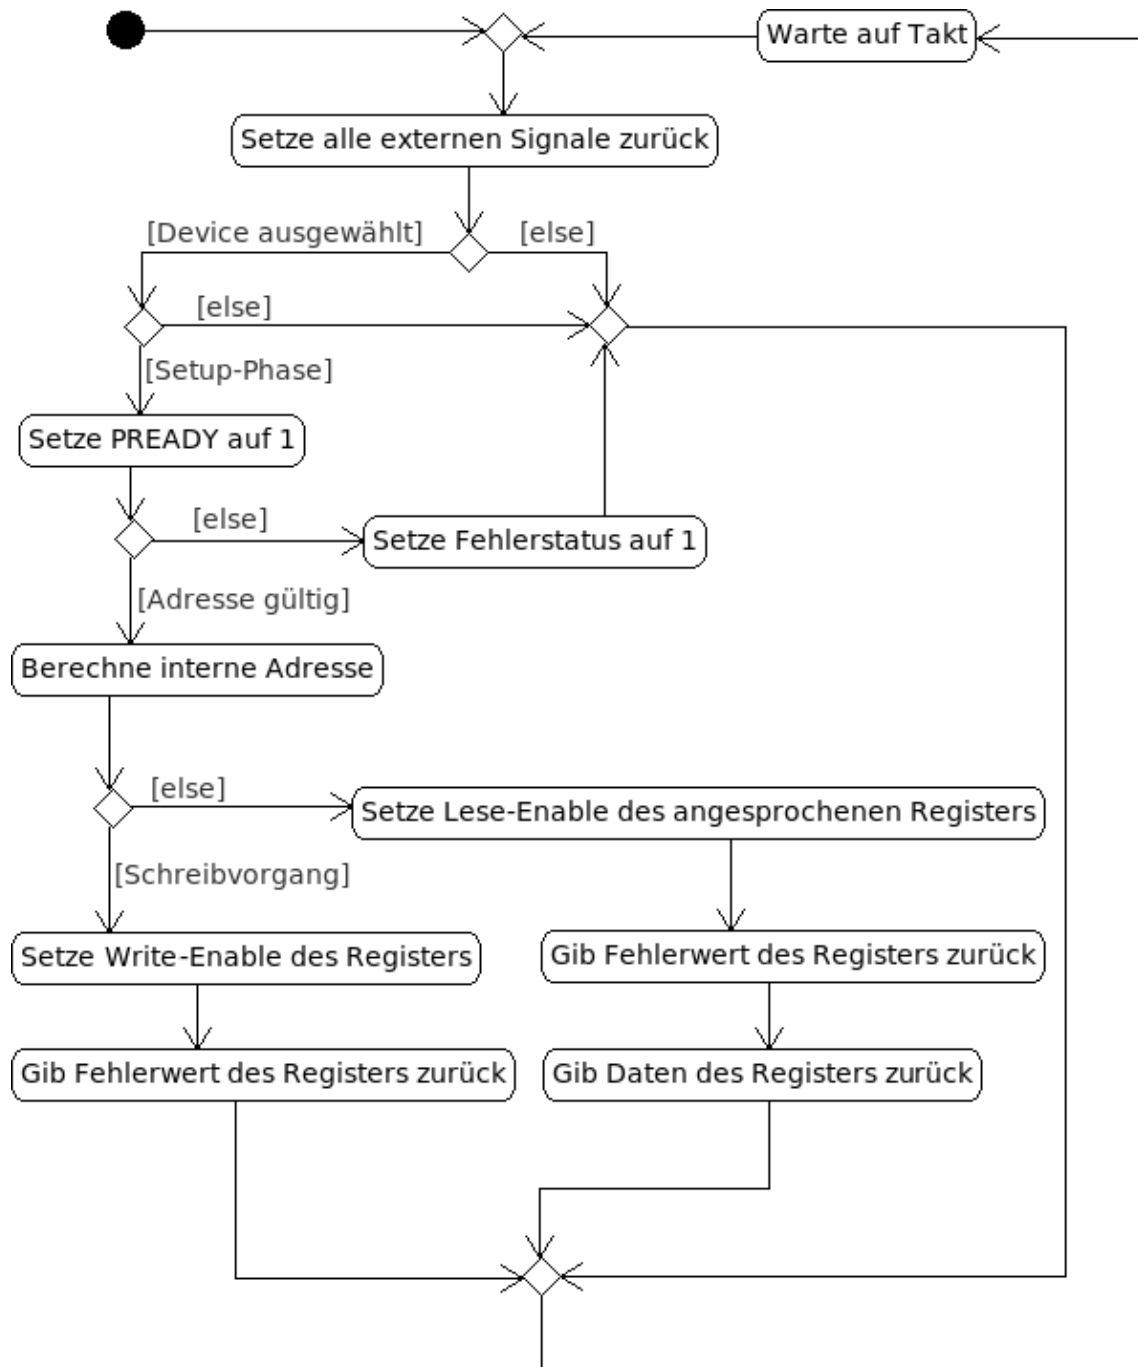 Warte auf Takt
Setze alle externen Signale zurück
[Device ausgewählt]
[else]
[else]
[Setup-Phase]
Setze PREADY auf 1
[else]
Setze Fehlerstatus auf 1
[Adresse gültig]
Berechne interne Adresse
[else]
Setze Lese-Enable des angesprochenen Registers
[Schreibvorgang]
Setze Write-Enable des Registers
Gib Fehlerwert des Registers zurück
Gib Fehlerwert des Registers zurück
Gib Daten des Registers zurück